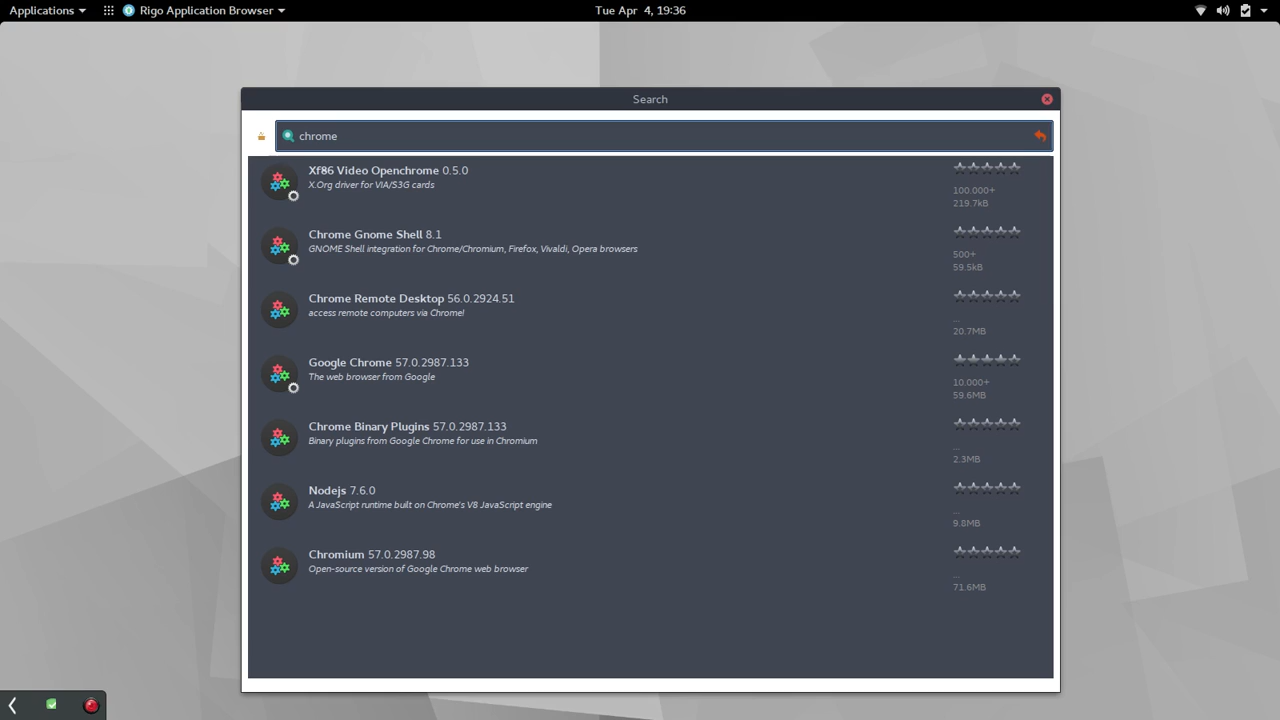 Applications
Rigo Application Browser
Tue Apr  4, 19:36
Search
chrome
Xf86 Video Openchrome 0.5.0
X.Org driver for VIA/S3G cards
100.000+
219.7kB
Chrome Gnome Shell 8.1
GNOME Shell integration for Chrome/Chromium, Firefox, Vivaldi, Opera browsers
500+
59.5kB
Chrome Remote Desktop 56.0.2924.51
access remote computers via Chrome!
...
20.7MB
Google Chrome 57.0.2987.133
The web browser from Google
10.000+
59.6MB
Chrome Binary Plugins 57.0.2987.133
Binary plugins from Google Chrome for use in Chromium
...
2.3MB
Nodejs 7.6.0
A JavaScript runtime built on Chrome's V8 JavaScript engine
...
9.8MB
Chromium 57.0.2987.98
Open-source version of Google Chrome web browser
...
71.6MB